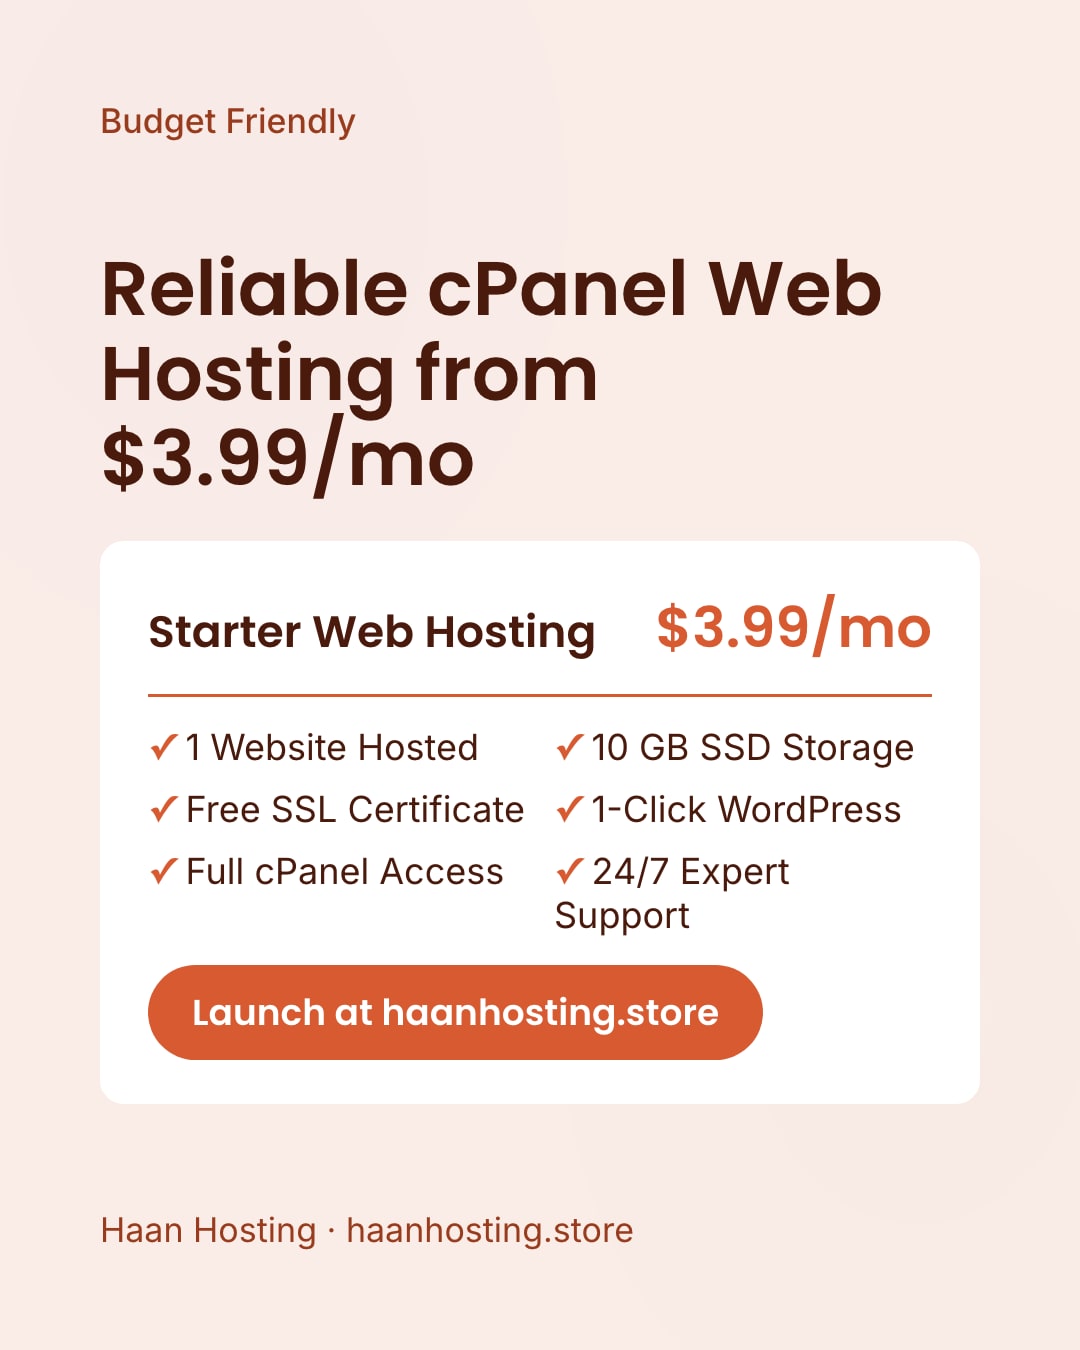 Budget Friendly
Reliable cPanel Web
Hosting from
$3.99/mo
Starter Web Hosting
$3.99/mo
✓ 1 Website Hosted
✓ 10 GB SSD Storage
✓ Free SSL Certificate
✓ 1-Click WordPress
✓ Full cPanel Access
✓ 24/7 Expert
Support
Launch at haanhosting.store
Haan Hosting · haanhosting.store